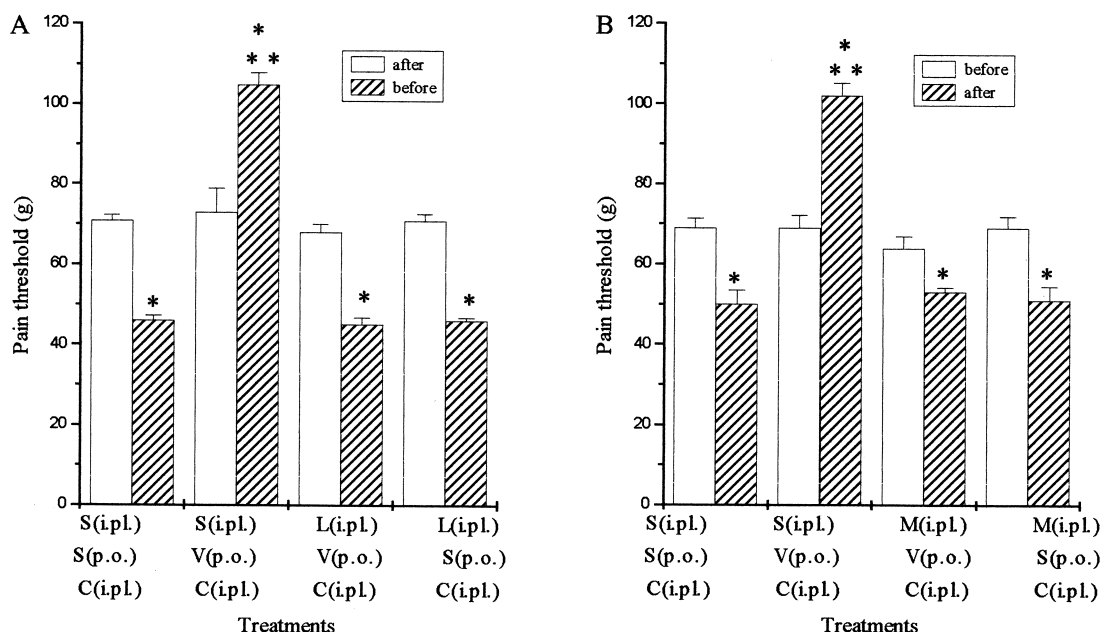 A
120
100
80
60
40
20
0
Pain threshold (g)
after
before
*
* *
*
*
*
S(i.pl.) S(i.pl.) L(i.pl.) L(i.pl.)
S(p.o.) V(p.o.) V(p.o.) S(p.o.)
C(i.pl.) C(i.pl.) C(i.pl.) C(i.pl.)
Treatments
B
120
100
80
60
40
20
0
Pain threshold (g)
before
after
*
* *
*
*
*
S(i.pl.) S(i.pl.) M(i.pl.) M(i.pl.)
S(p.o.) V(p.o.) V(p.o.) S(p.o.)
C(i.pl.) C(i.pl.) C(i.pl.) C(i.pl.)
Treatments